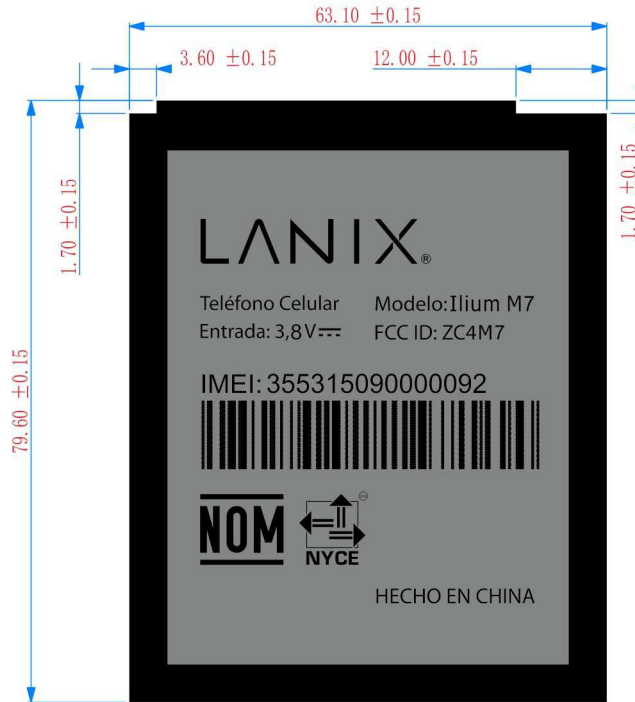 63.10 ±0.15
3.60 ±0.15
12.00 ±0.15
1.70 ±0.15
1.70 ±0.15
79.60 ±0.15
LANIX®
Teléfono Celular Modelo:Ilium M7
Entrada: 3,8V⎓ FCC ID: ZC4M7
IMEI: 355315090000092
NOM
NYCE
HECHO EN CHINA